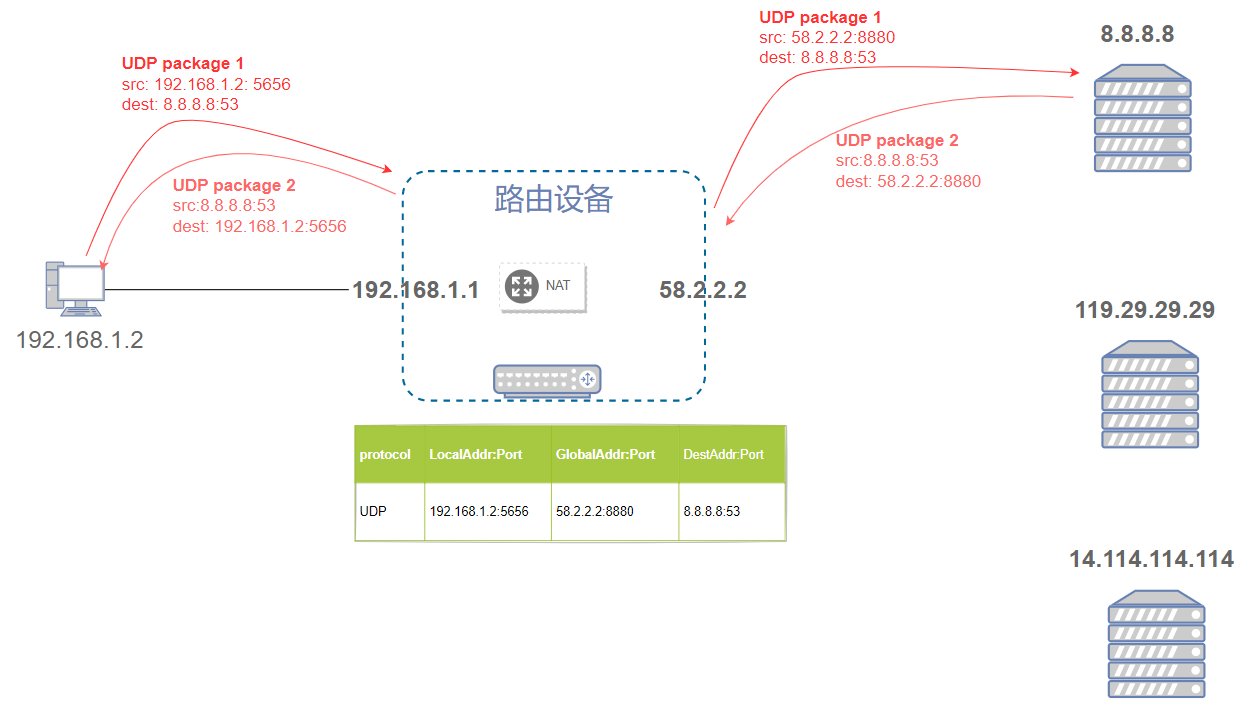 UDP package 1
src: 58.2.2.2:8880
dest: 8.8.8.8:53
8.8.8.8
UDP package 1
src: 192.168.1.2: 5656
dest: 8.8.8.8:53
UDP package 2
src:8.8.8.8:53
dest: 58.2.2.2:8880
UDP package 2
src:8.8.8.8:53
dest: 192.168.1.2:5656
路由设备
192.168.1.1
NAT
58.2.2.2
192.168.1.2
119.29.29.29
protocol LocalAddr:Port GlobalAddr:Port DestAddr:Port
UDP 192.168.1.2:5656 58.2.2.2:8880 8.8.8.8:53
14.114.114.114